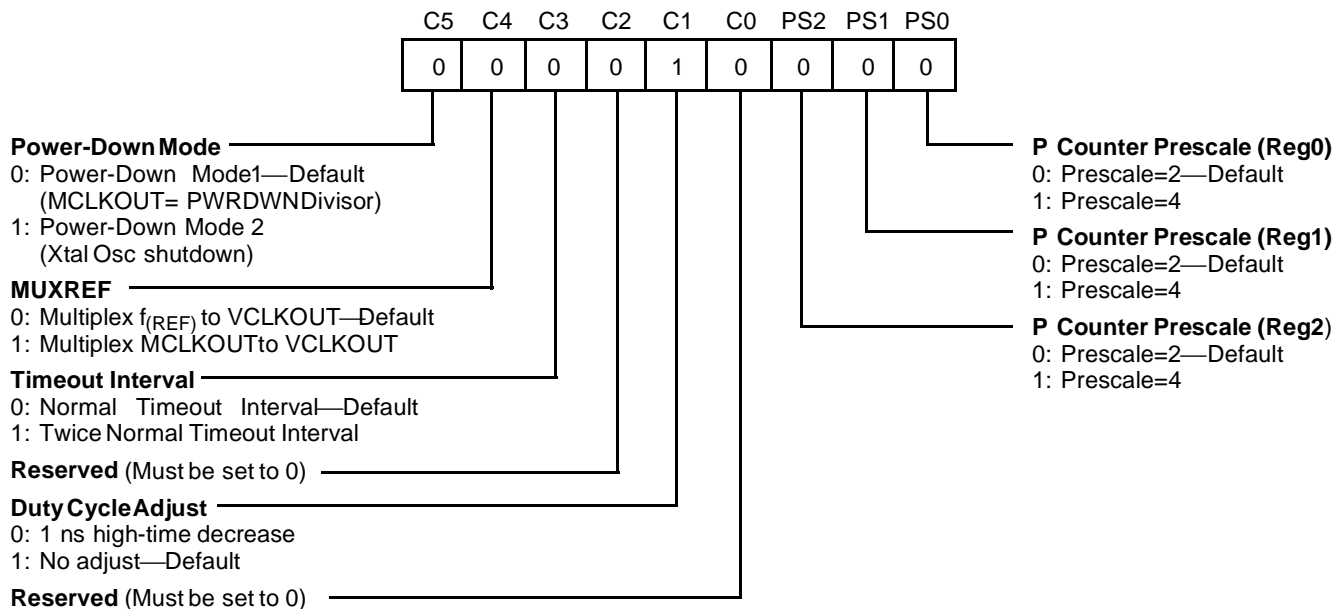 C5 C4 C3 C2 C1 C0 PS2 PS1 PS0
0 0 0 0 1 0 0 0 0
Power-Down Mode
0: Power-Down Mode1—Default
(MCLKOUT= PWRDWNDivisor)
1: Power-Down Mode 2
(Xtal Osc shutdown)
MUXREF
0: Multiplex f(REF) to VCLKOUT—Default
1: Multiplex MCLKOUTto VCLKOUT
Timeout Interval
0: Normal Timeout Interval—Default
1: Twice Normal Timeout Interval
Reserved (Must be set to 0)
Duty Cycle Adjust
0: 1 ns high-time decrease
1: No adjust—Default
Reserved (Must be set to 0)
P Counter Prescale (Reg0)
0: Prescale=2—Default
1: Prescale=4
P Counter Prescale (Reg1)
0: Prescale=2—Default
1: Prescale=4
P Counter Prescale (Reg2)
0: Prescale=2—Default
1: Prescale=4